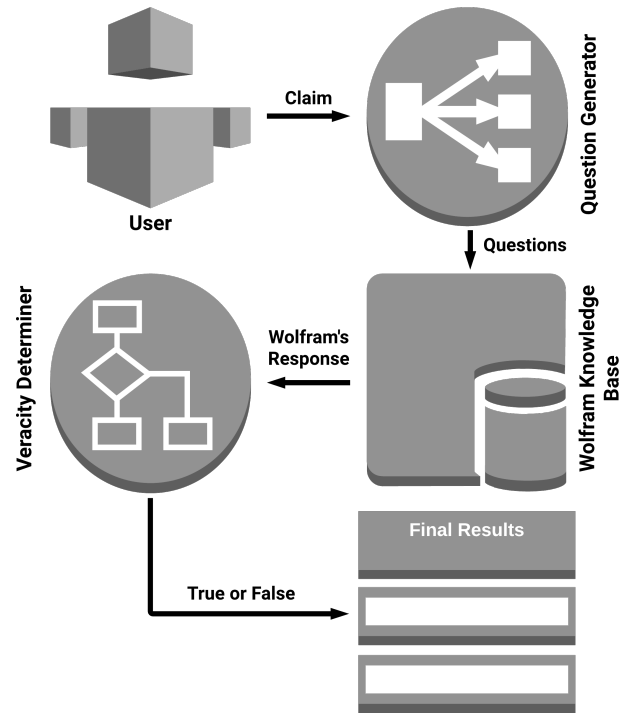 Claim
User
Question Generator
Questions
Wolfram Knowledge
Base
Wolfram's
Response
Veracity Determiner
True or False
Final Results